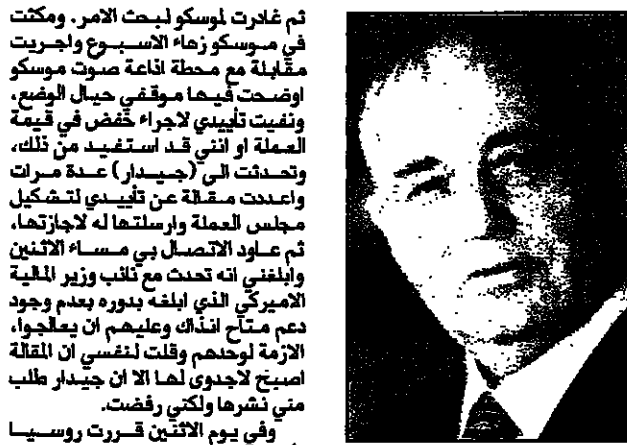 ثم غادرت لموسكو لبحث الامر. ومكثت
في موسكو زهاء الاسبوع واجريت
مقابلة مع محطة اذاعة صوت موسكو
اوضحت فيها موقفي حيال الوضع،
ونفيت تأييدي لاجراء خفض في قيمة
العملة او انني قد استفيد من ذلك،
وتحدثت الى (جيدار) عدة مرات
واعددت مقالة عن تأييدي لتشكيل
مجلس العملة وارسلتها له لاجازتها،
ثم عاود الاتصال بي مساء الاثنين
وابلغني انه تحدث مع نائب وزير المالية
الاميركي الذي ابلغه بدوره بعدم وجود
دعم متاح انذاك وعليهم ان يعالجوا،
الازمة لوحدهم وقلت لنفسي ان المقالة
اصبح لاجدوى لها الا ان جيدار طلب
مني نشرها ولكني رفضت.
وفي يوم الاثنين قررت روسيا